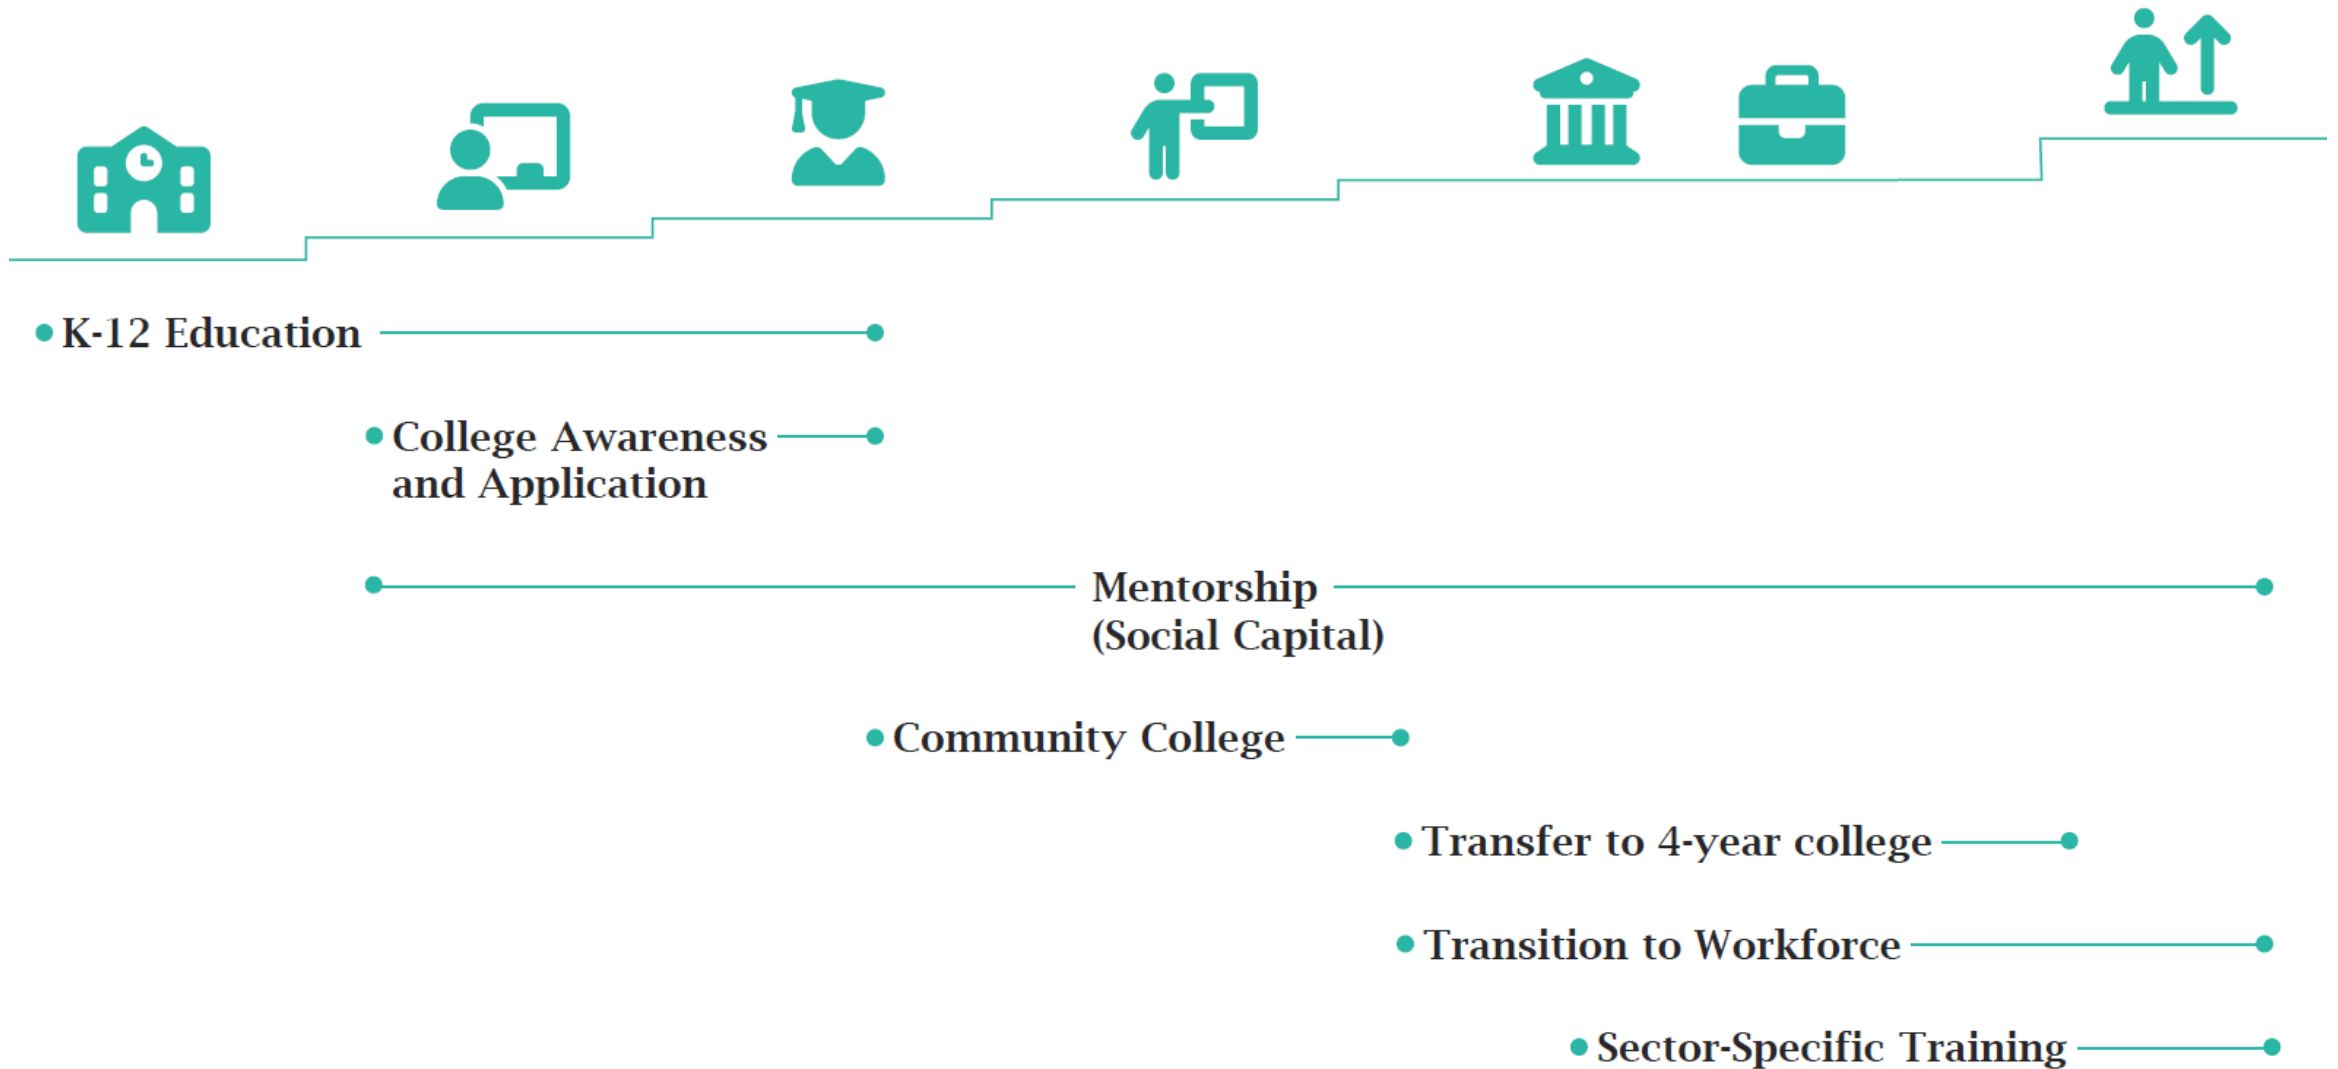 K-12 Education
College Awareness
and Application
Mentorship
(Social Capital)
Community College
Transfer to 4-year college
Transition to Workforce
Sector-Specific Training